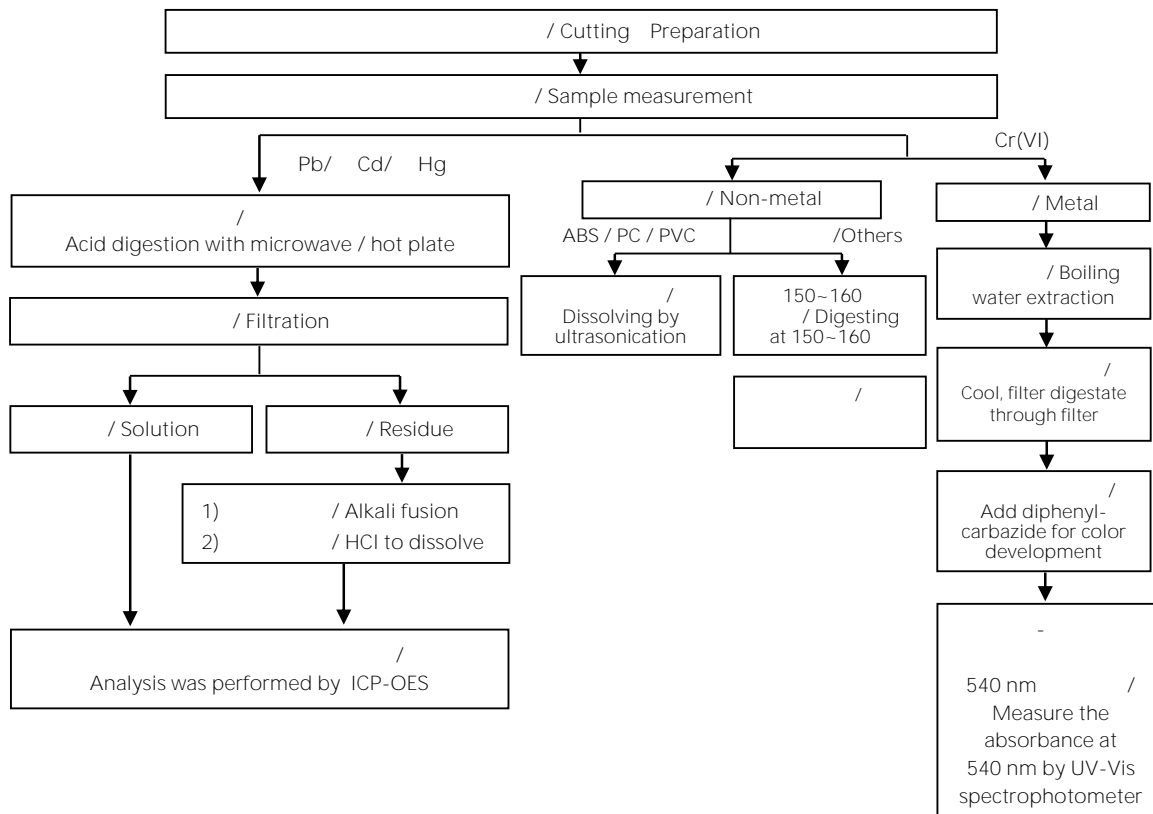 / Cutting Preparation
/ Sample measurement
Pb/ Cd/ Hg
Cr(VI)
/
Acid digestion with microwave / hot plate
/ Filtration
/ Solution
/ Residue
1) / Alkali fusion
2) / HCl to dissolve
/
Analysis was performed by ICP-OES
/ Non-metal
ABS / PC / PVC
/Others
/
Dissolving by
ultrasonication
150~160
/ Digesting
at 150~160
/
/ Metal
/ Boiling
water extraction
/
Cool, filter digestate
through filter
/
Add diphenyl-
carbazide for color
development
-
540 nm /
Measure the
absorbance at
540 nm by UV-Vis
spectrophotometer